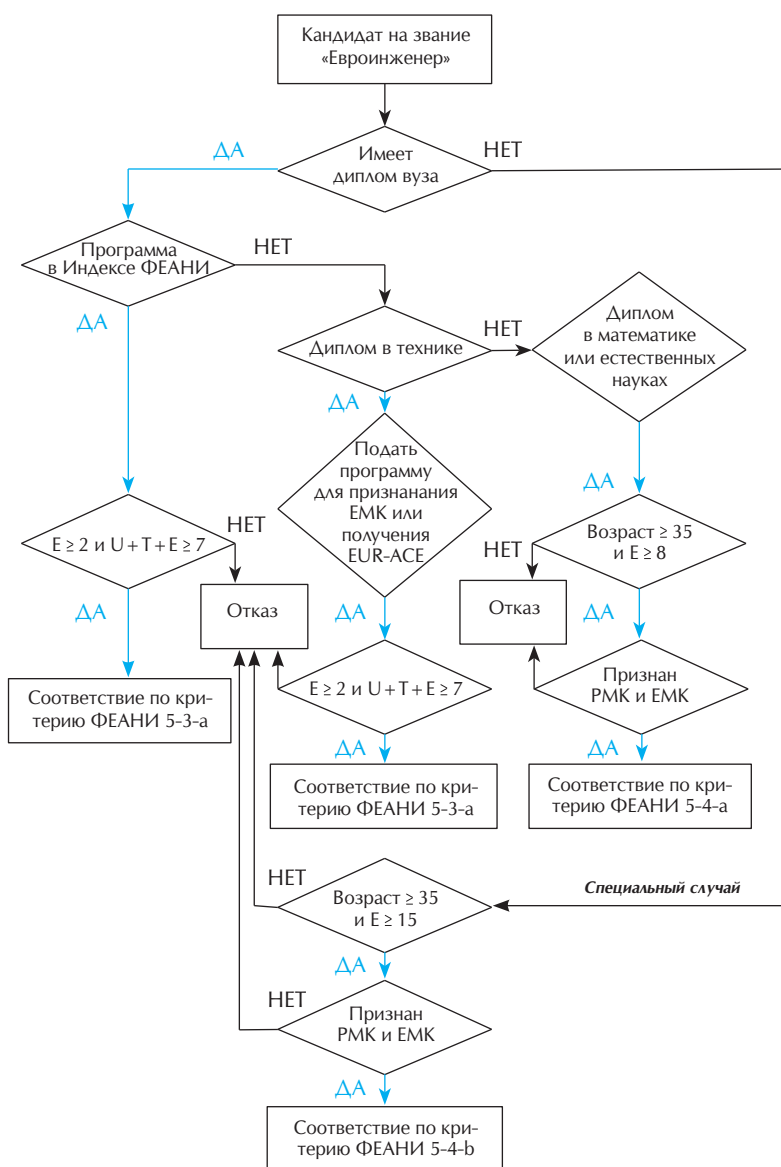 Кандидат на звание
«Евроинженер»
ДА
Имеет
диплом вуза
НЕТ
Программа
в Индексе ФЕАНИ
НЕТ
ДА
Диплом в технике
НЕТ
Диплом
в математике
или естественных
науках
ДА
Подать
программу
для признанания
ЕМК или
получения
EUR-ACE
ДА
E ≥ 2 и U + T + E ≥ 7
НЕТ
Возраст ≥ 35
и E ≥ 8
НЕТ
ДА
Отказ
ДА
Отказ
ДА
E ≥ 2 и U + T + E ≥ 7
Признан
РМК и ЕМК
Соответствие по кри-
терию ФЕАНИ 5-3-a
ДА
ДА
Соответствие по кри-
терию ФЕАНИ 5-3-a
Соответствие по кри-
терию ФЕАНИ 5-4-a
НЕТ
Возраст ≥ 35
и E ≥ 15
Специальный случай
ДА
НЕТ
Признан
РМК и ЕМК
ДА
Соответствие по кри-
терию ФЕАНИ 5-4-b